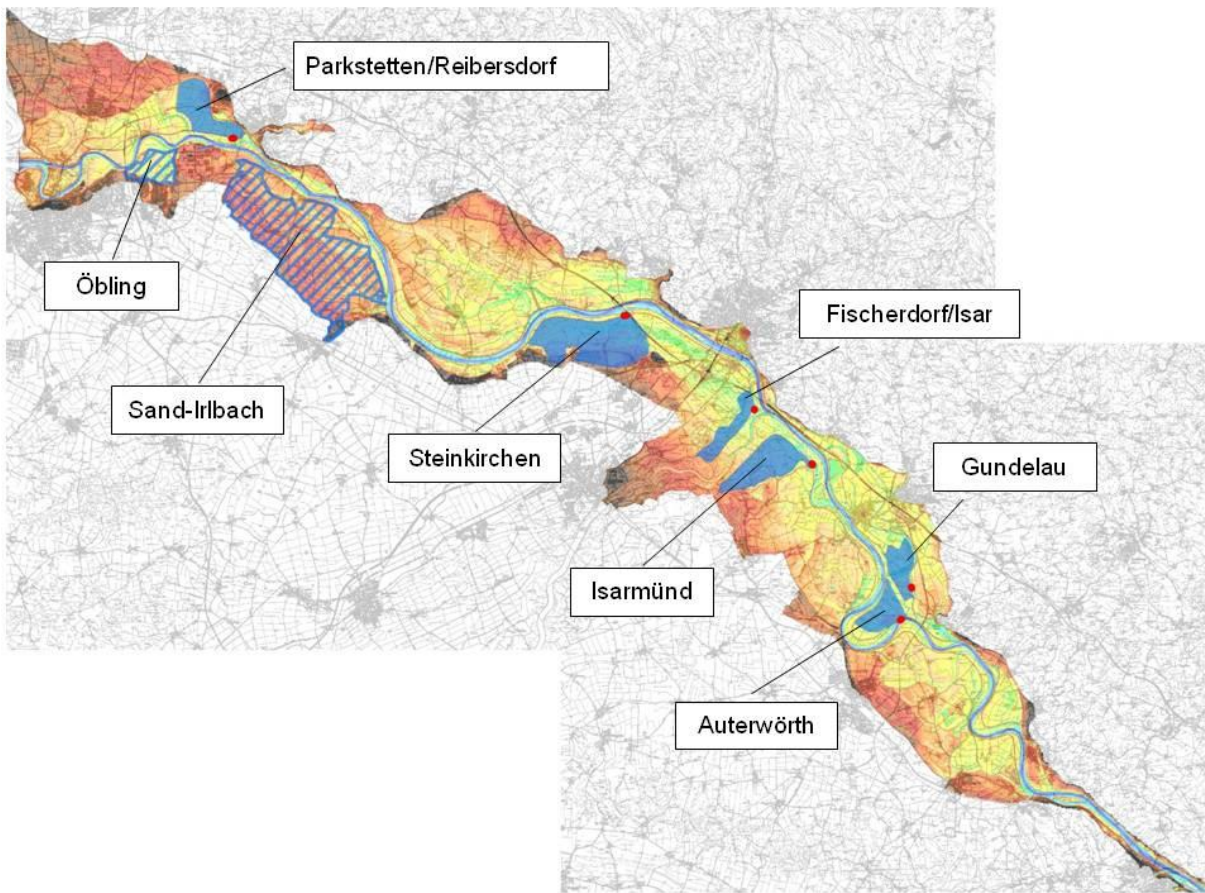 Parkstetten/Reibersdorf
Öbling
Fischerdorf/Isar
Sand-Irlbach
Steinkirchen
Gundelau
Isarmünd
Auterwörth